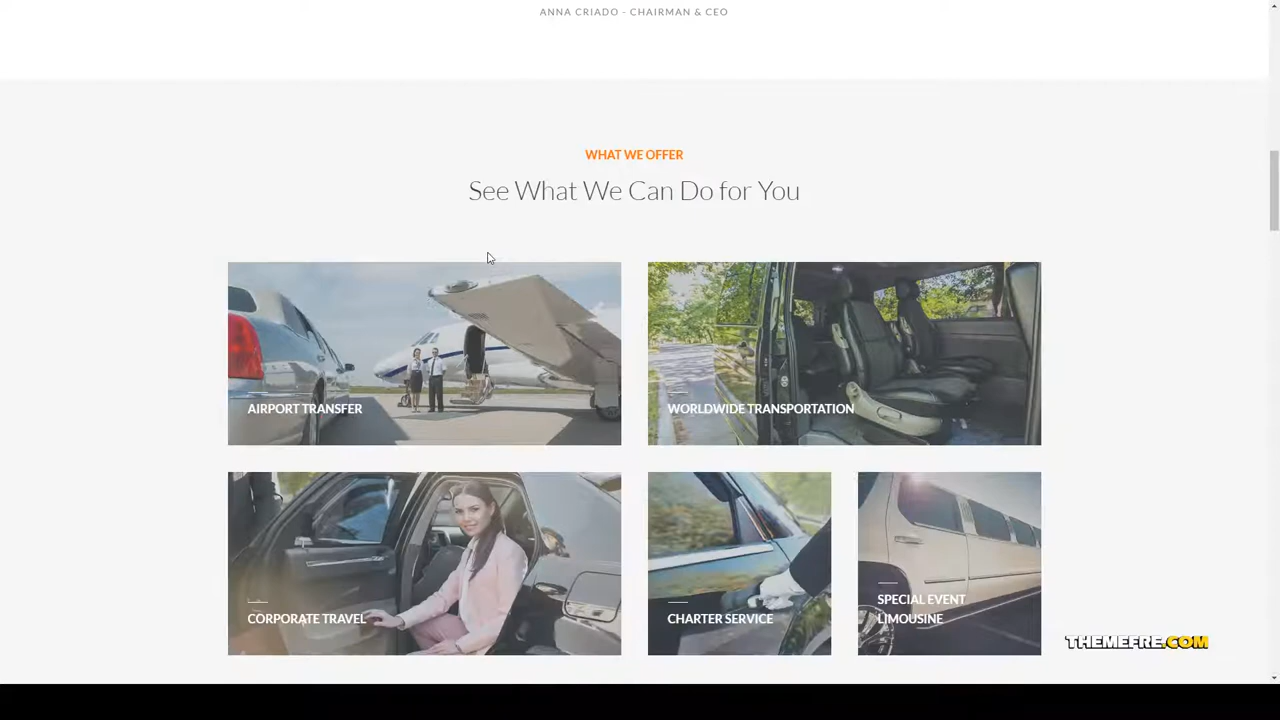 ANNA CRIADO - CHAIRMAN & CEO
WHAT WE OFFER
See What We Can Do for You
AIRPORT TRANSFER
WORLDWIDE TRANSPORTATION
CORPORATE TRAVEL
CHARTER SERVICE
SPECIAL EVENT
LIMOUSINE
THEMEFRE.COM